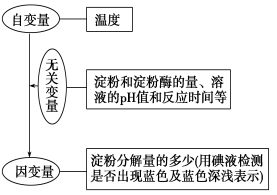 自变量
温度
无关变量
淀粉和淀粉酶的量、溶
液的pH值和反应时间等
因变量
淀粉分解量的多少(用碘液检测
是否出现蓝色及蓝色深浅表示)